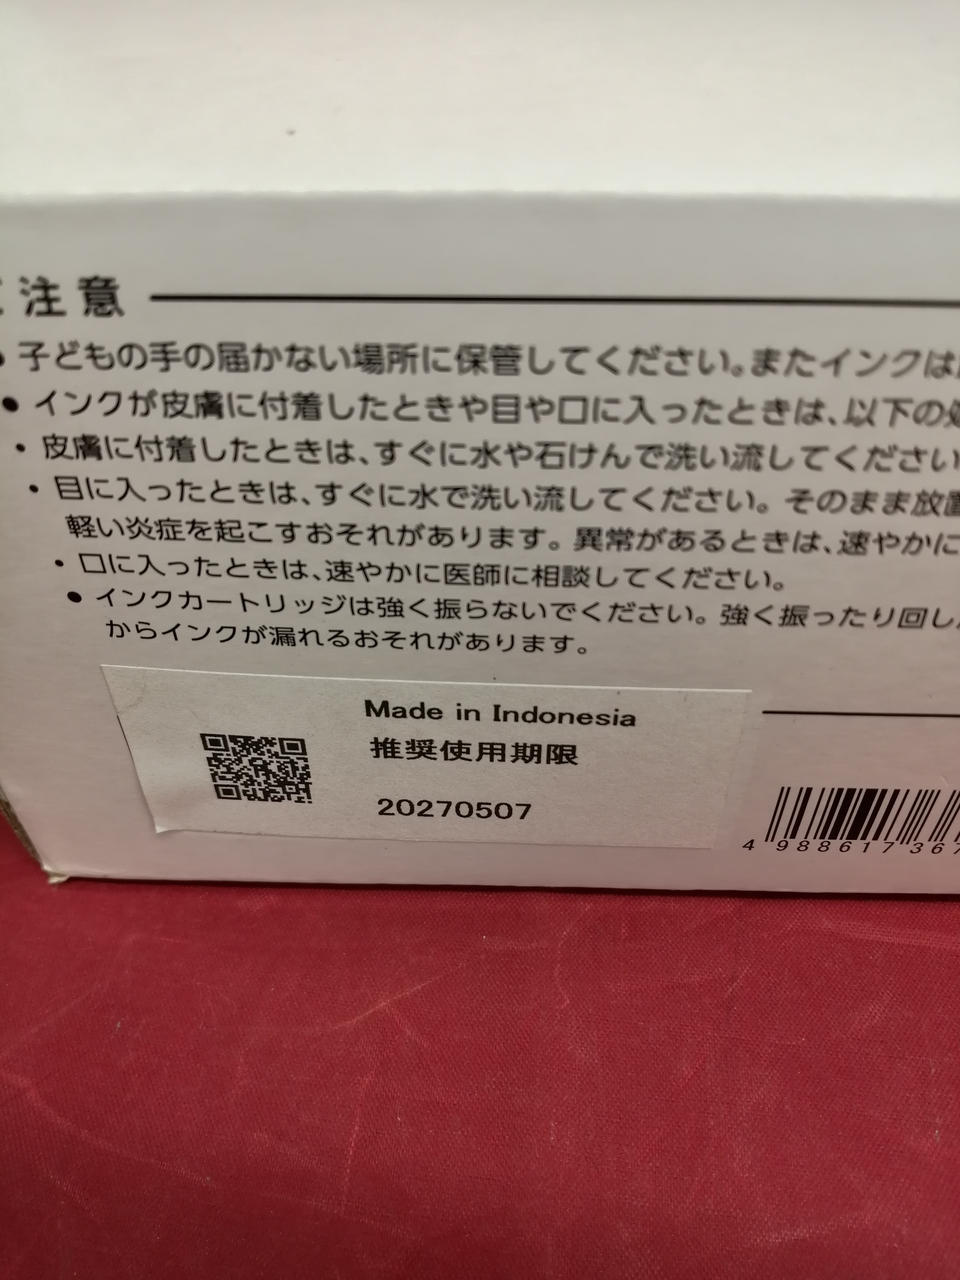 注意
子どもの手の届かない場所に保管してください。またインクは
● インクが皮膚に付着したときや目や口に入ったときは、以下の処
・皮膚に付着したときは、すぐに水や石けんで洗い流してください
・目に入ったときは、すぐに水で洗い流してください。そのまま放置
軽い炎症を起こすおそれがあります。異常があるときは、速やかに
・口に入ったときは、速やかに医師に相談してください。
● インクカートリッジは強く振らないでください。強く振ったり回し
からインクが漏れるおそれがあります。
Made in Indonesia
推奨使用期限
20270507
4 988617 367